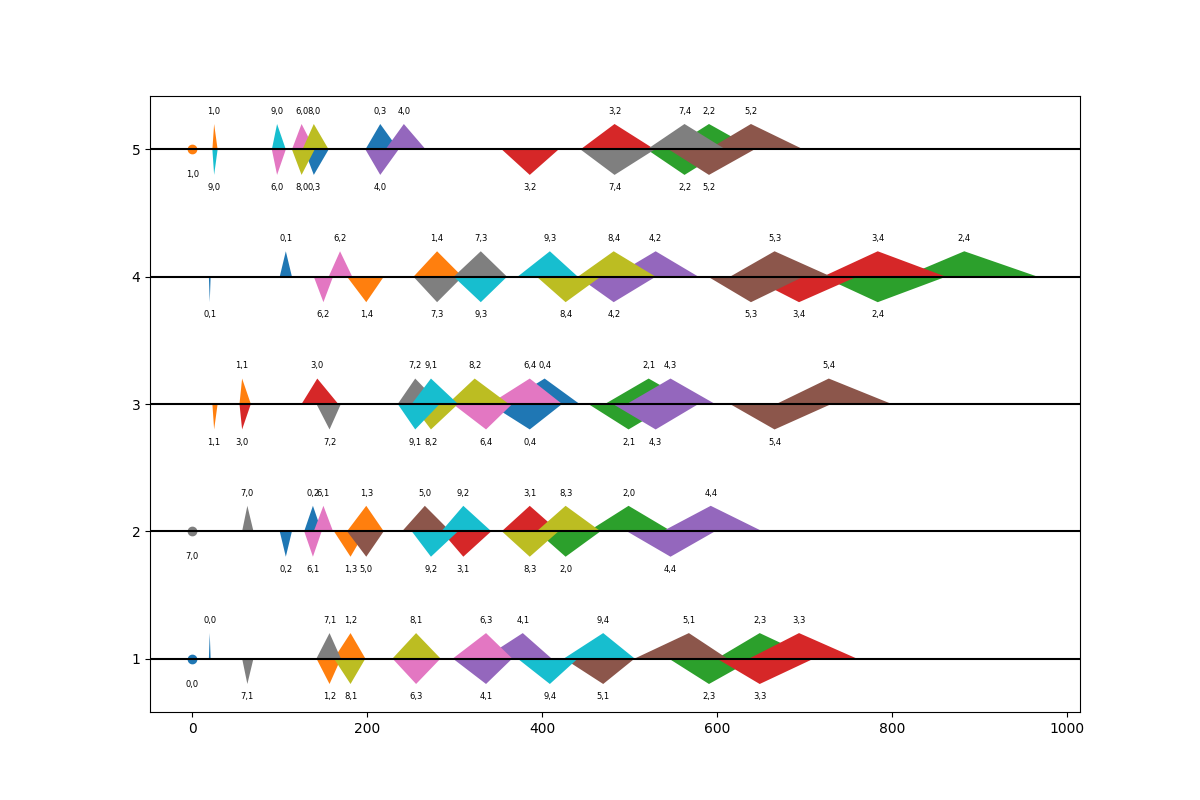 1,0 9,0 6,0 8,0 0,3 4,0 3,2 7,4 2,2 5,2
5
1,0 9,0 6,0 8,0 0,3 4,0 3,2 7,4 2,2 5,2
0,1 6,2 1,4 7,3 9,3 8,4 4,2 5,3 3,4 2,4
4
0,1 6,2 1,4 7,3 9,3 8,4 4,2 5,3 3,4 2,4
1,1 3,0 7,2 9,1 8,2 6,4 0,4 2,1 4,3 5,4
3
1,1 3,0 7,2 9,1 8,2 6,4 0,4 2,1 4,3 5,4
7,0 0,2 6,1 1,3 5,0 9,2 3,1 8,3 2,0 4,4
2
7,0 0,2 6,1 1,3 5,0 9,2 3,1 8,3 2,0 4,4
0,0 7,1 1,2 8,1 6,3 4,1 9,4 5,1 2,3 3,3
1
0,0 7,1 1,2 8,1 6,3 4,1 9,4 5,1 2,3 3,3
0 200 400 600 800 1000